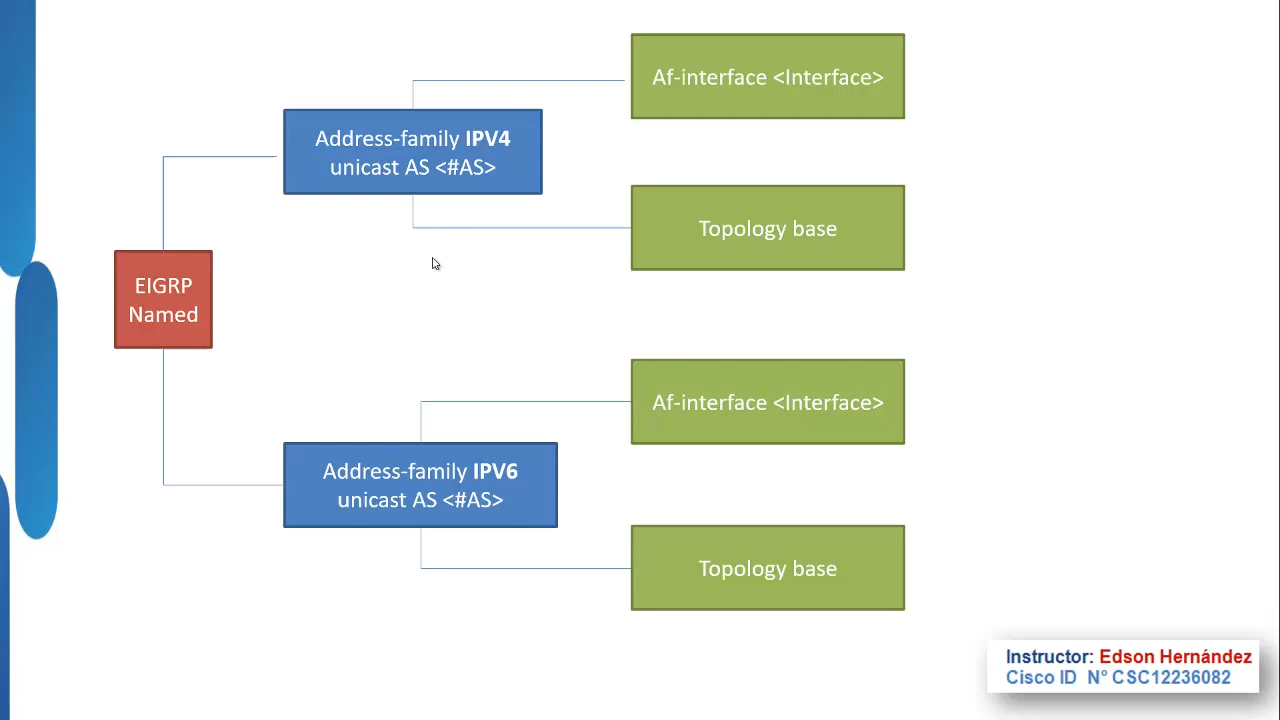 Af-interface <Interface>
Address-family IPV4
unicast AS <#AS>
Topology base
EIGRP
Named
Af-interface <Interface>
Address-family IPV6
unicast AS <#AS>
Topology base
Instructor: Edson Hernández
Cisco ID N° CSC12236082